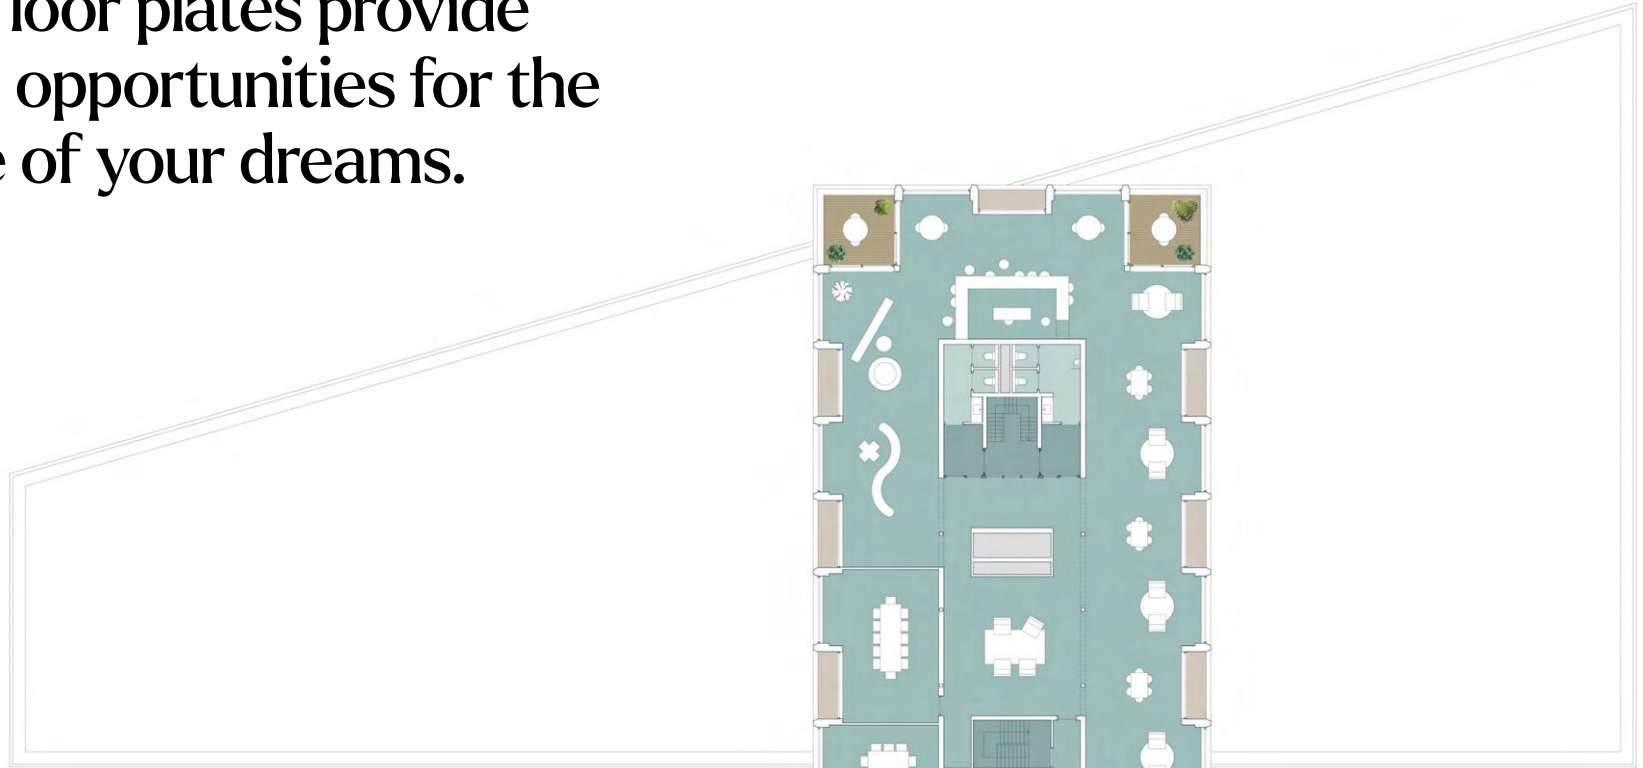 loor plates provide
opportunities for the
e of your dreams.